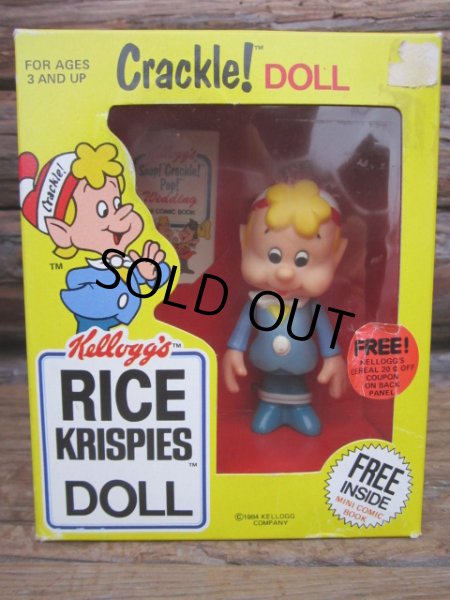 FOR AGES
3 AND UP
Crackle!™ DOLL
Crackle!
TM
Kellogg's
Snap! Crackle!
Pop!
Wedding
COMIC BOOK
SOLD OUT
Kellogg's™
RICE
KRISPIES™
DOLL
FREE!
KELLOGG'S
CEREAL 20¢ OFF
COUPON
ON BACK
PANEL
FREE
INSIDE
MINI COMIC
BOOK
©1984 KELLOGG
COMPANY